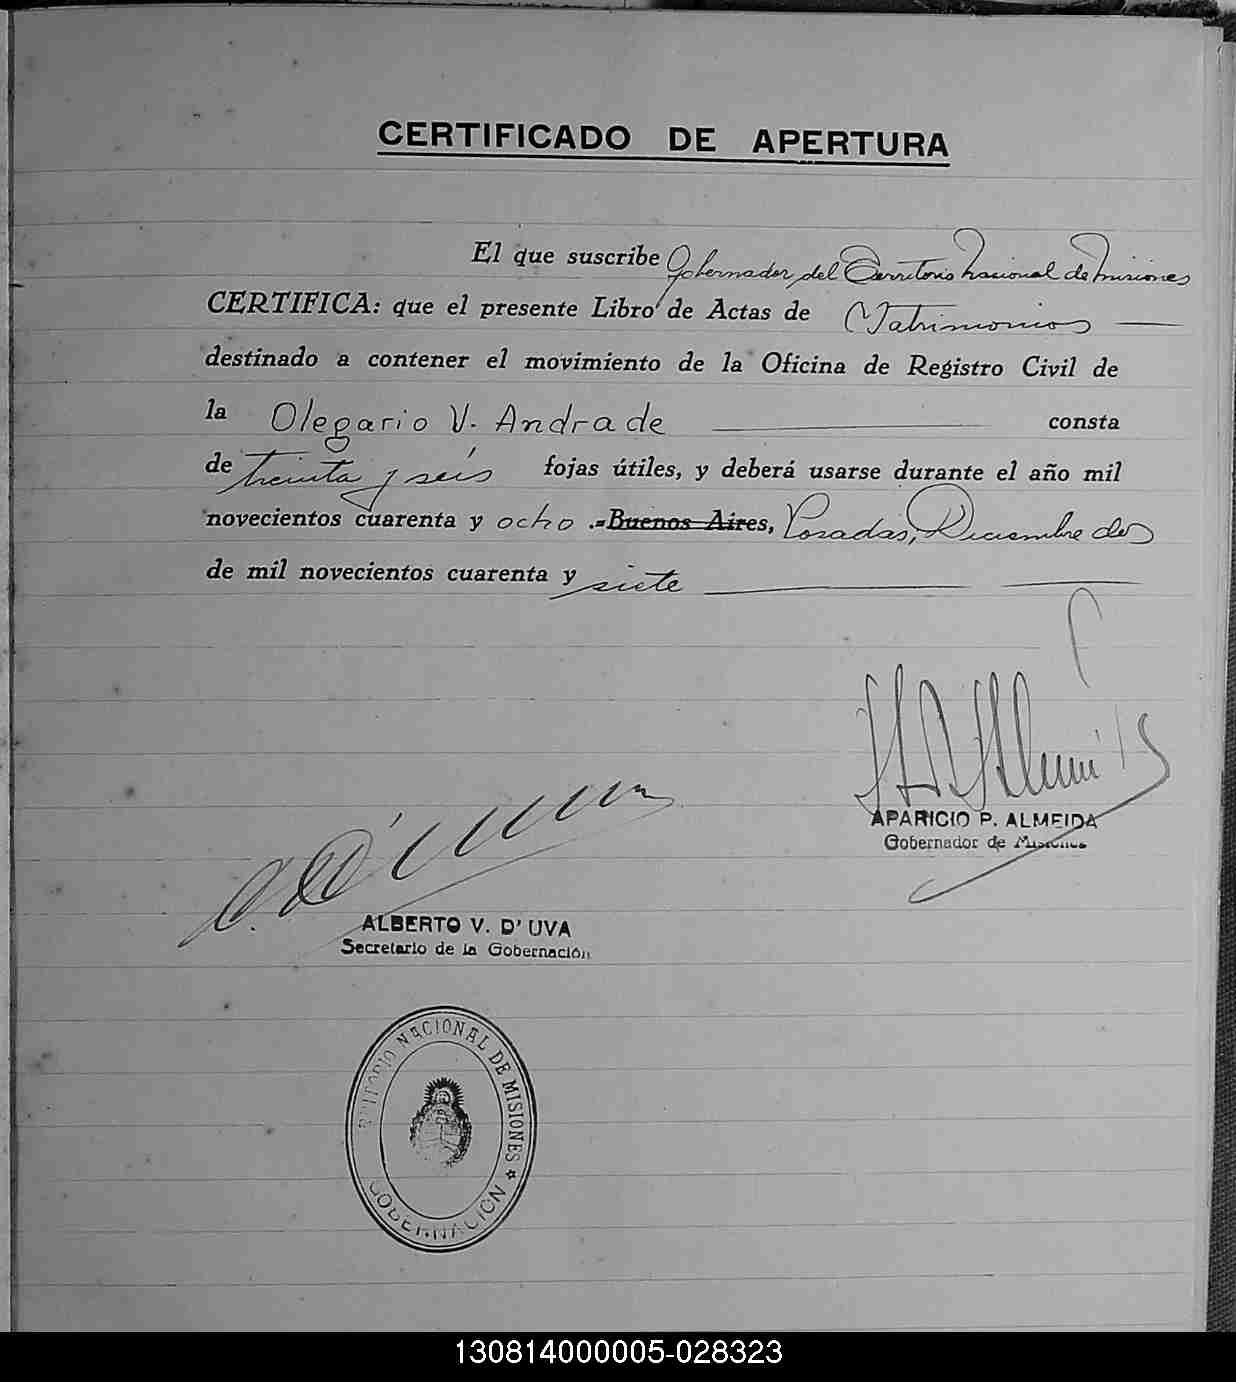 CERTIFICADO DE APERTURA
El que suscribe Gobernador del Territorio Nacional de Misiones
CERTIFICA: que el presente Libro de Actas de Matrimonios
destinado a contener el movimiento de la Oficina de Registro Civil de
la Olegario V. Andrade consta
de treinta y seis fojas útiles, y deberá usarse durante el año mil
novecientos cuarenta y ocho .-Buenos Aires, Posadas, Diciembre dos
de mil novecientos cuarenta y siete
APARICIO P. ALMEIDA
Gobernador de Misiones
ALBERTO V. D' UVA
Secretario de la Gobernación
NACIONAL DE MISIONES
GOBERNACIÓN
130814000005-028323